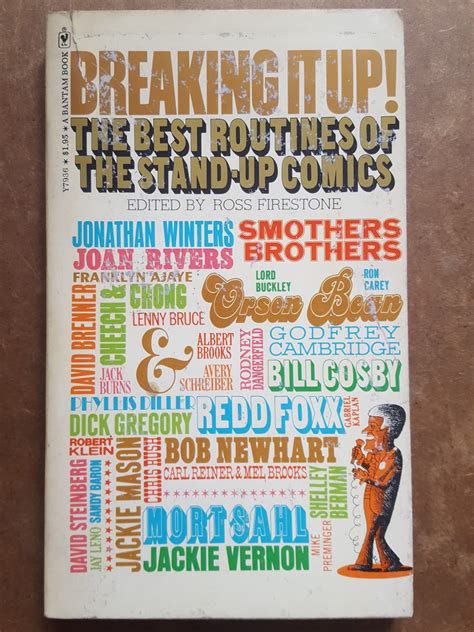 Y7936 * $1.95 * A BANTAM BOOK
BREAKING IT UP!
THE BEST ROUTINES OF
THE STAND-UP COMICS
EDITED BY ROSS FIRESTONE
JONATHAN WINTERS
JOAN RIVERS
SMOTHERS
BROTHERS
FRANKLYN AJAYE
DAVID BRENNER
CHEECH &
CHONG
LENNY BRUCE
LORD
BUCKLEY
RON
CAREY
Orson Bean
JACK
BURNS
&
ALBERT
BROOKS
AVERY
SCHREIBER
RODNEY
DANGERFIELD
GODFREY
CAMBRIDGE
BILL COSBY
PHYLLIS DILLER
DICK GREGORY
REDD FOXX
GABRIEL
KAPLAN
ROBERT
KLEIN
DAVID STEINBERG
JAY LENO
SANDY BARON
JACKIE MASON
CHRIS RUSH
BOB NEWHART
CARL REINER & MEL BROOKS
MORT SAHL
JACKIE VERNON
MIKE
PREMINGER
SHELLEY
BERMAN